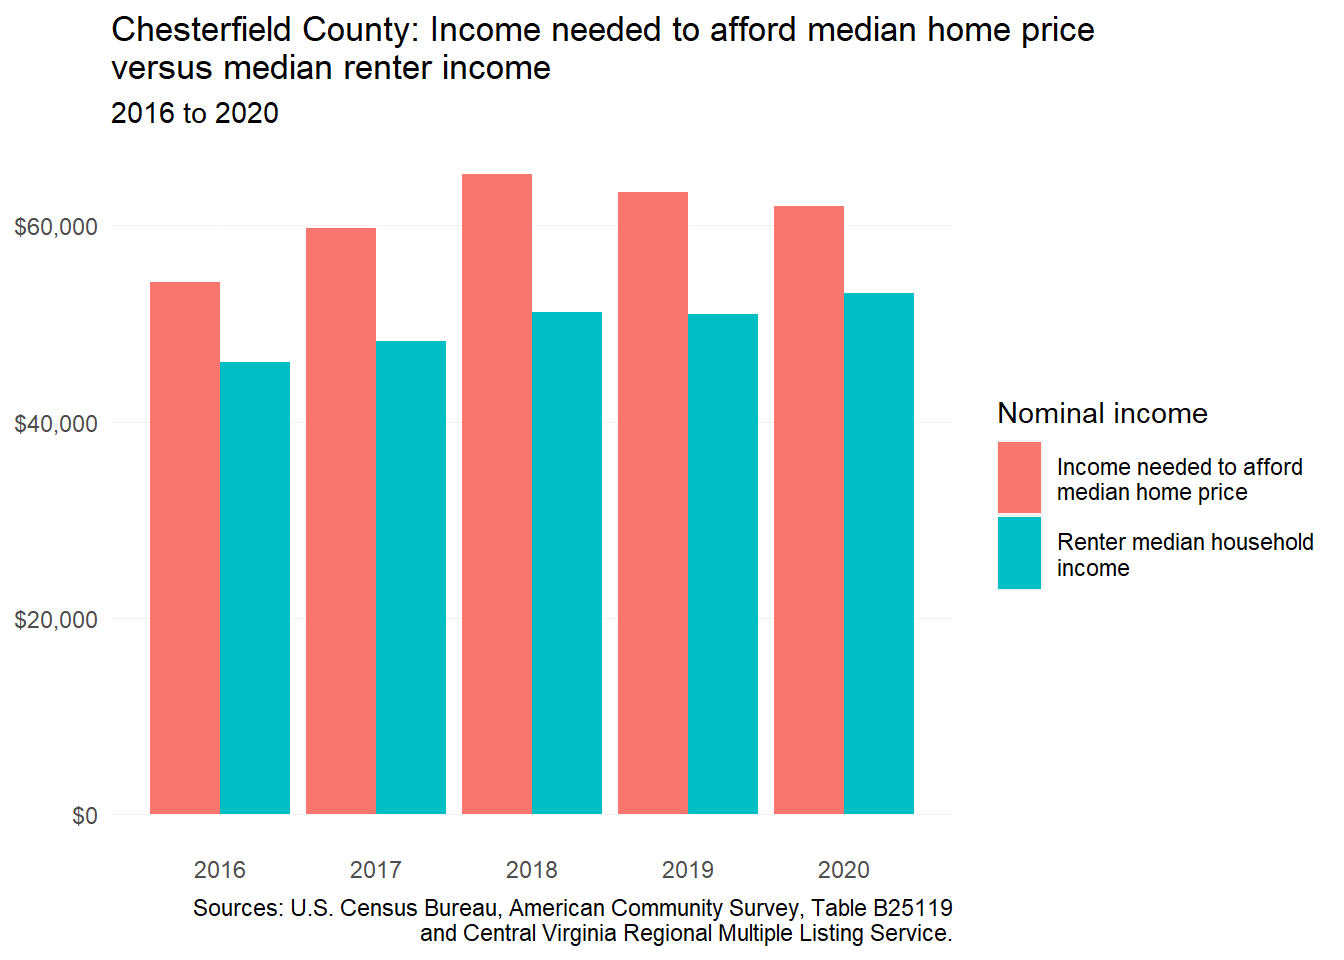 Chesterfield County: Income needed to afford median home price
versus median renter income
2016 to 2020
$60,000
$40,000
$20,000
$0
2016 2017 2018 2019 2020
Nominal income
Income needed to afford
median home price
Renter median household
income
Sources: U.S. Census Bureau, American Community Survey, Table B25119
and Central Virginia Regional Multiple Listing Service.